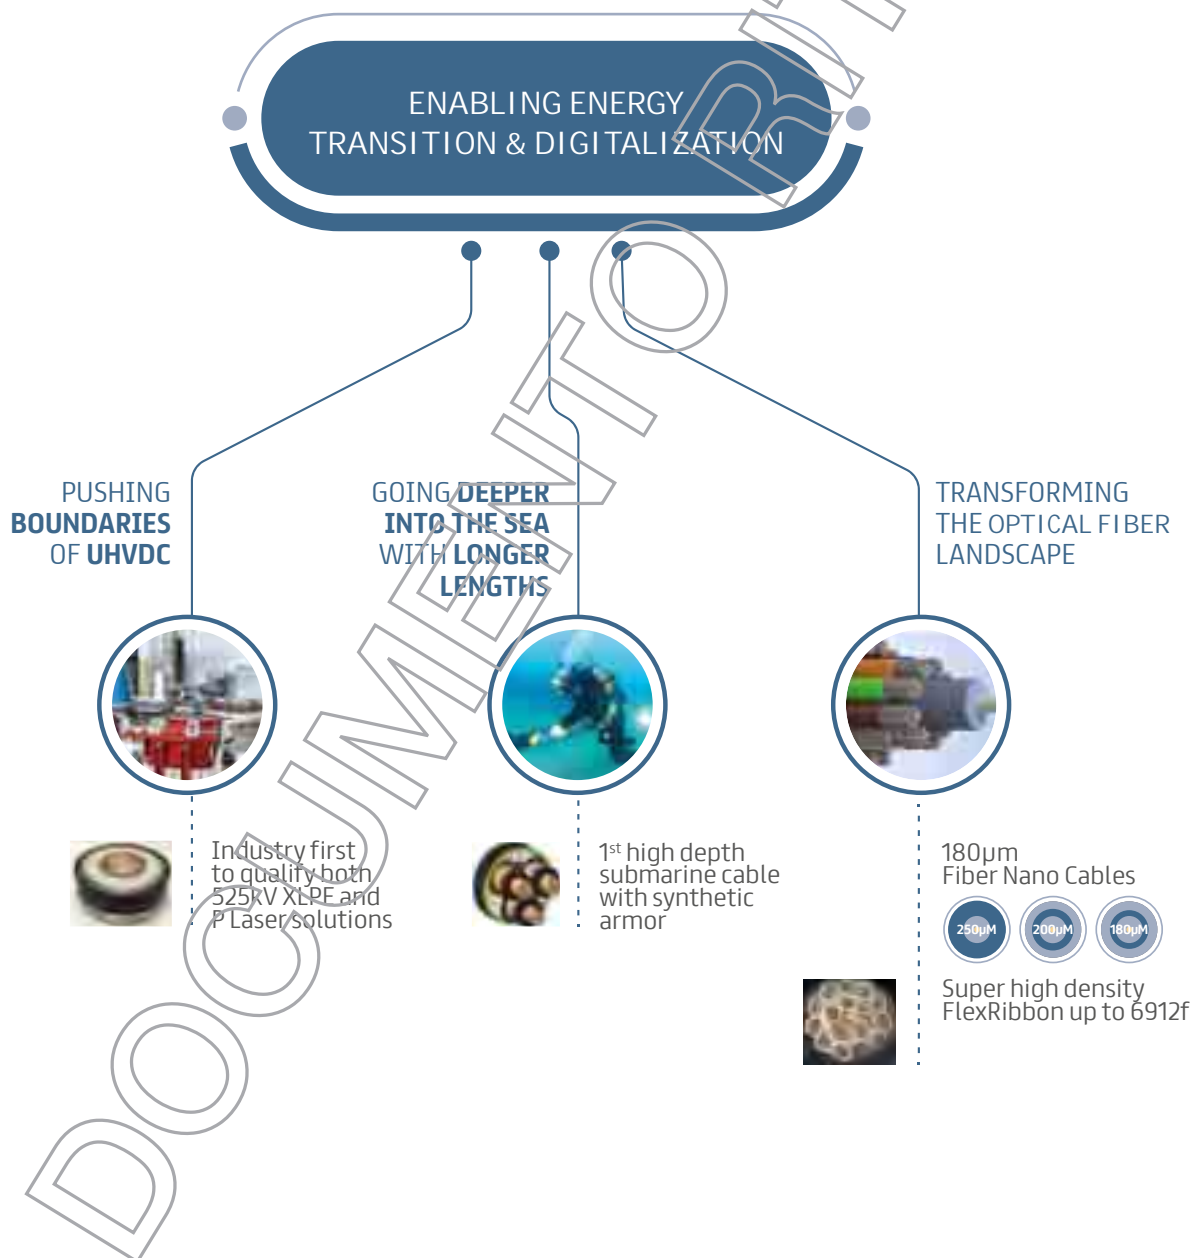 ENABLING ENERGY
TRANSITION & DIGITALIZATION
PUSHING
BOUNDARIES
OF UHVDC
GOING DEEPER
INTO THE SEA
WITH LONGER
LENGTHS
TRANSFORMING
THE OPTICAL FIBER
LANDSCAPE
Industry first
to qualify both
525kV XLPE and
P Laser solutions
1st high depth
submarine cable
with synthetic
armor
180µm
Fiber Nano Cables
250µM
200µM
180µM
Super high density
FlexRibbon up to 6912f
DOCUMENT O